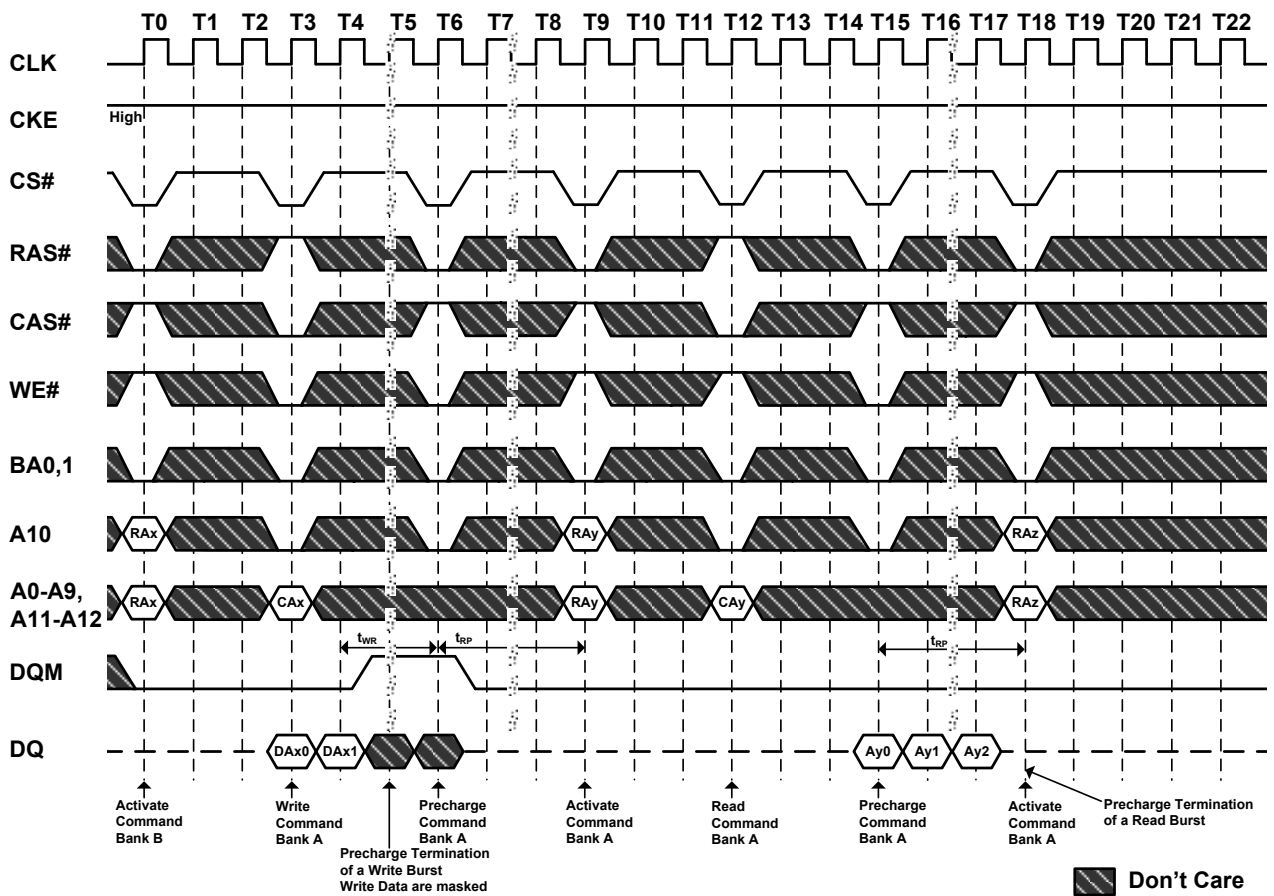 T0 T1 T2 T3 T4 T5 T6 T7 T8 T9 T10 T11 T12 T13 T14 T15 T16 T17 T18 T19 T20 T21 T22
CLK
CKE
High
CS#
RAS#
CAS#
WE#
BA0,1
A10
RAx RAy RAz
A0-A9,
A11-A12
RAx CAx RAy CAy RAz
tWR tRP tRP
DQM
DQ
DAx0 DAx1 Ay0 Ay1 Ay2
Activate
Command
Bank B
Write
Command
Bank A
Precharge Termination
of a Write Burst
Write Data are masked
Precharge
Command
Bank A
Activate
Command
Bank A
Read
Command
Bank A
Precharge
Command
Bank A
Activate
Command
Bank A
Precharge Termination
of a Read Burst
Don't Care